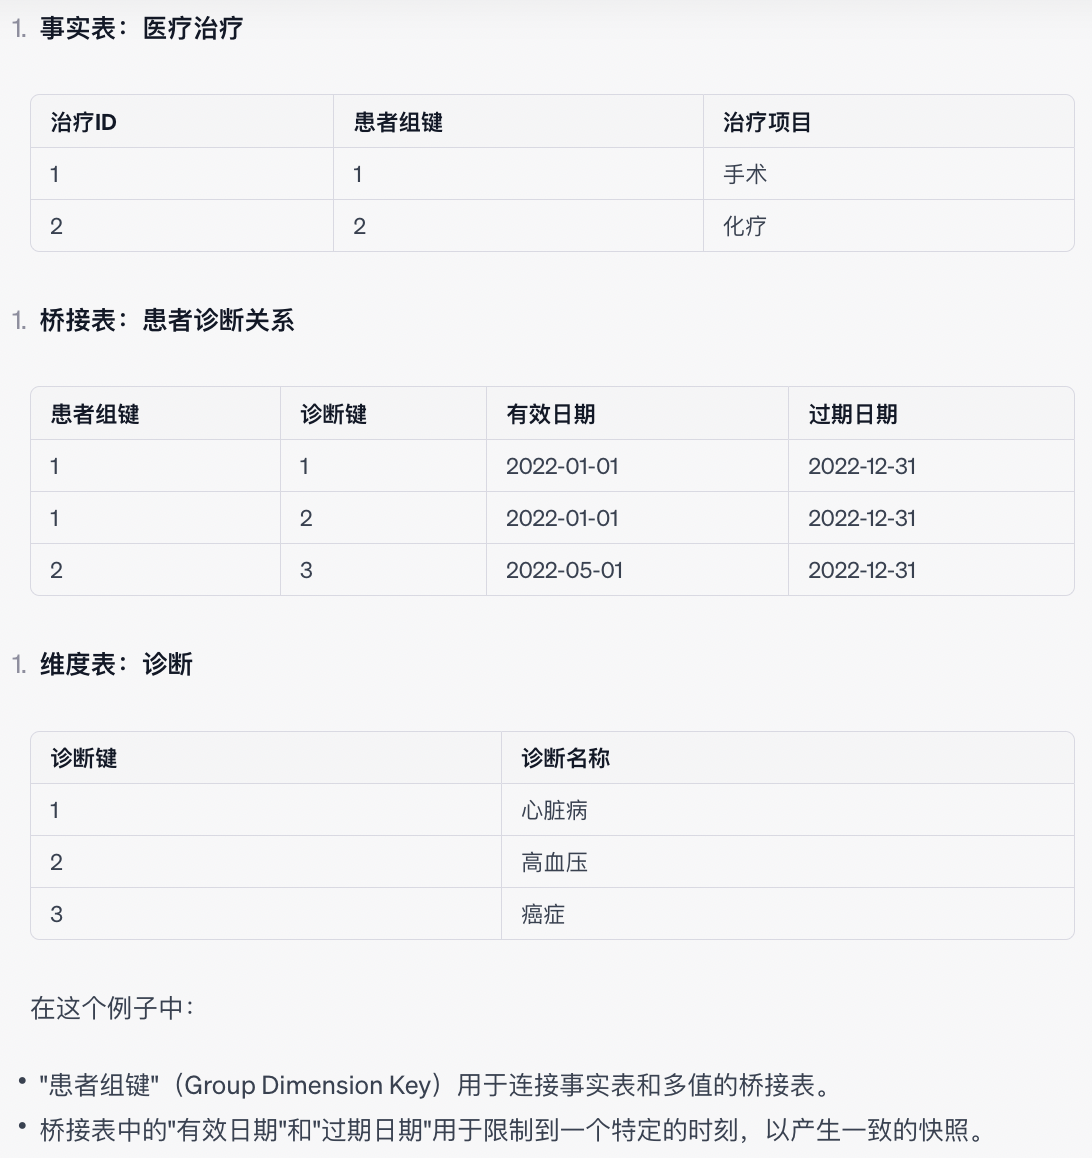 1. 事实表：医疗治疗
治疗ID 患者组键 治疗项目
1 1 手术
2 2 化疗
1. 桥接表：患者诊断关系
患者组键 诊断键 有效日期 过期日期
1 1 2022-01-01 2022-12-31
1 2 2022-01-01 2022-12-31
2 3 2022-05-01 2022-12-31
1. 维度表：诊断
诊断键 诊断名称
1 心脏病
2 高血压
3 癌症
在这个例子中：
• "患者组键"（Group Dimension Key）用于连接事实表和多值的桥接表。
• 桥接表中的"有效日期"和"过期日期"用于限制到一个特定的时刻，以产生一致的快照。